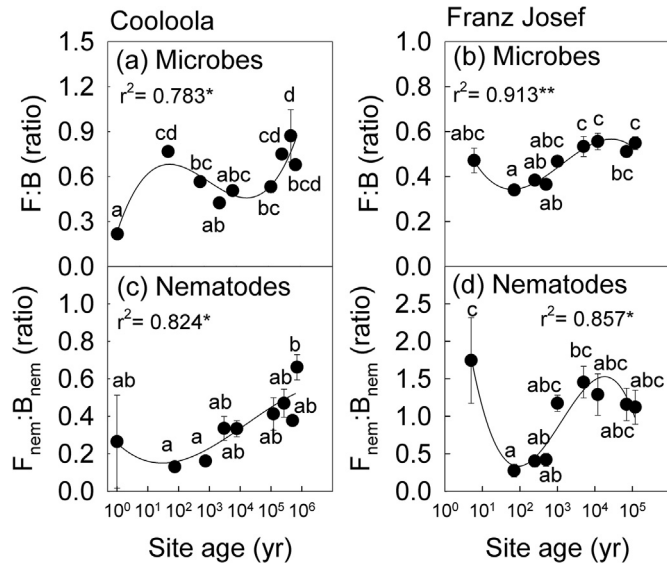 Cooloola
Franz Josef
(a) Microbes
r²= 0.783*
F:B (ratio)
1.5
1.2
0.9
0.6
0.3
0.0
a
cd
bc
ab
abc
bc
cd
d
bcd
(b) Microbes
r²= 0.913**
F:B (ratio)
1.0
0.8
0.6
0.4
0.2
0.0
abc
a
ab
ab
abc
c
c
bc
c
(c) Nematodes
r²= 0.824*
Fnem:Bnem (ratio)
1.0
0.8
0.6
0.4
0.2
0.0
ab
a
a
ab
ab
ab
ab
b
ab
10⁰ 10¹ 10² 10³ 10⁴ 10⁵ 10⁶
Site age (yr)
(d) Nematodes
r²= 0.857*
Fnem:Bnem (ratio)
2.5
2.0
1.5
1.0
0.5
0.0
c
a
ab
ab
abc
bc
abc
abc
abc
10⁰ 10¹ 10² 10³ 10⁴ 10⁵
Site age (yr)